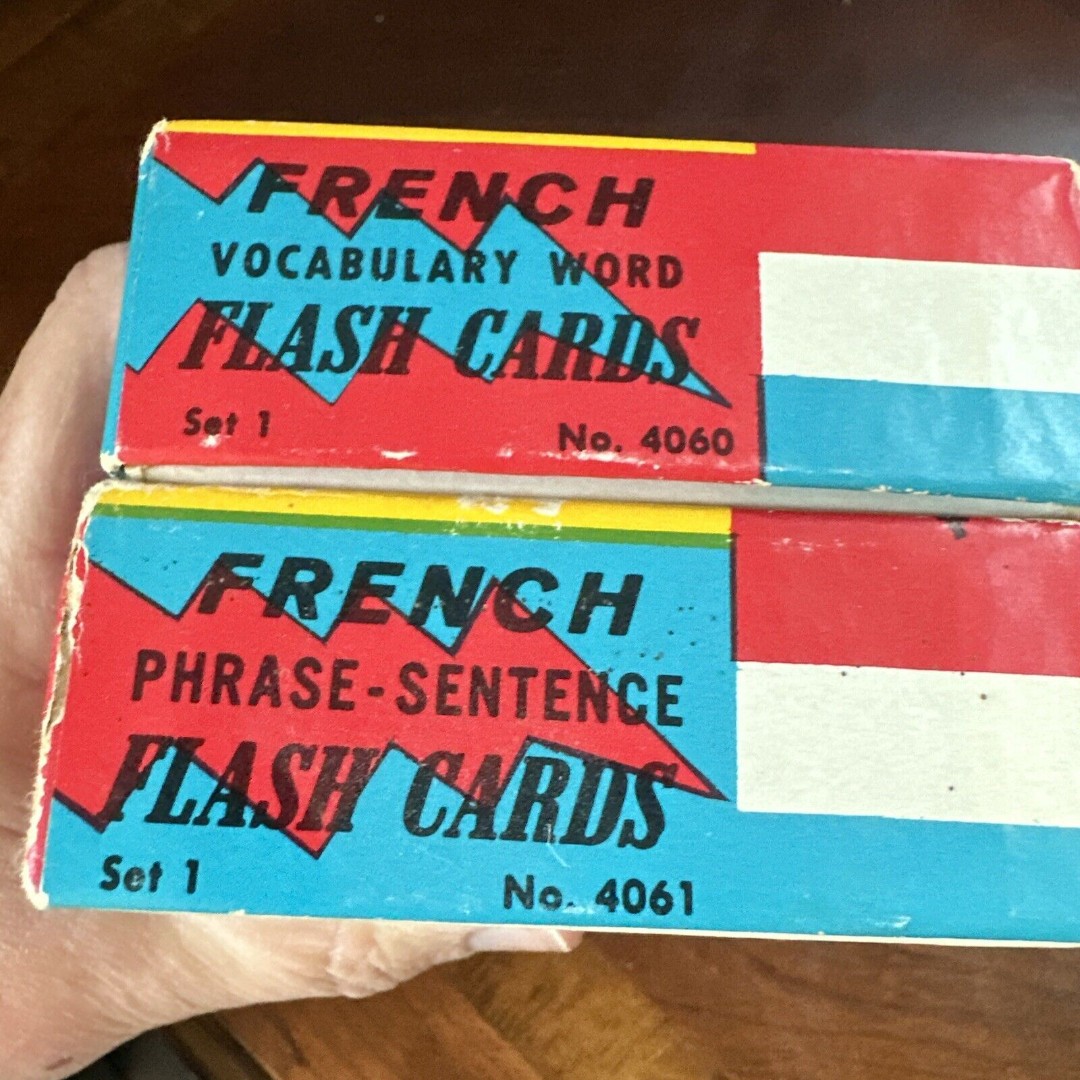 FRENCH
VOCABULARY WORD
FLASH CARDS
Set 1 No. 4060
FRENCH
PHRASE-SENTENCE
FLASH CARDS
Set 1 No. 4061